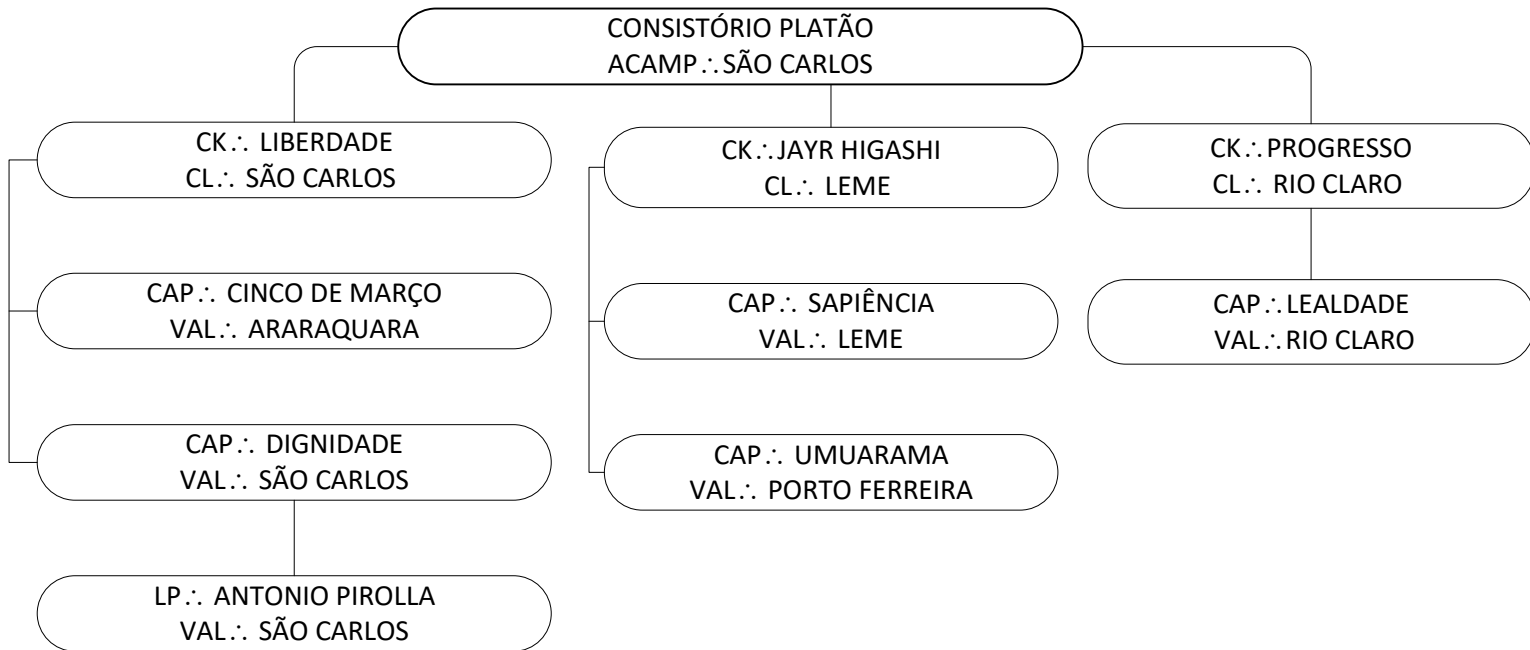 CONSISTÓRIO PLATÃO
ACAMP∴ SÃO CARLOS
CK∴ LIBERDADE
CL∴ SÃO CARLOS
CAP∴ CINCO DE MARÇO
VAL∴ ARARAQUARA
CAP∴ DIGNIDADE
VAL∴ SÃO CARLOS
LP∴ ANTONIO PIROLLA
VAL∴ SÃO CARLOS
CK∴JAYR HIGASHI
CL∴ LEME
CAP∴ SAPIÊNCIA
VAL∴ LEME
CAP∴ UMUARAMA
VAL∴ PORTO FERREIRA
CK∴PROGRESSO
CL∴ RIO CLARO
CAP∴LEALDADE
VAL∴RIO CLARO